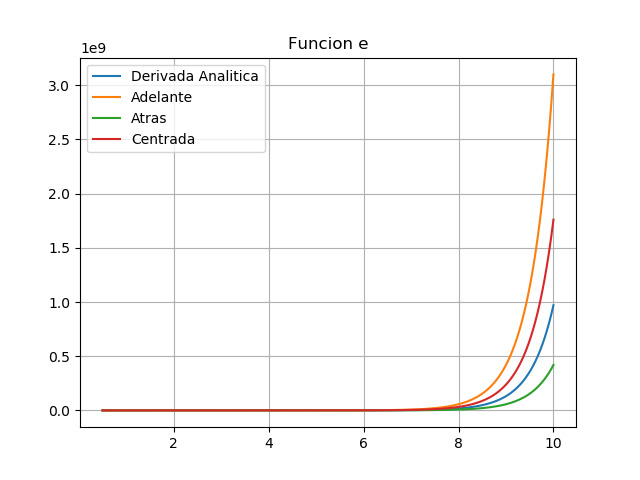 Funcion e
1e9
Derivada Analitica
Adelante
Atras
Centrada
3.0
2.5
2.0
1.5
1.0
0.5
0.0
2 4 6 8 10